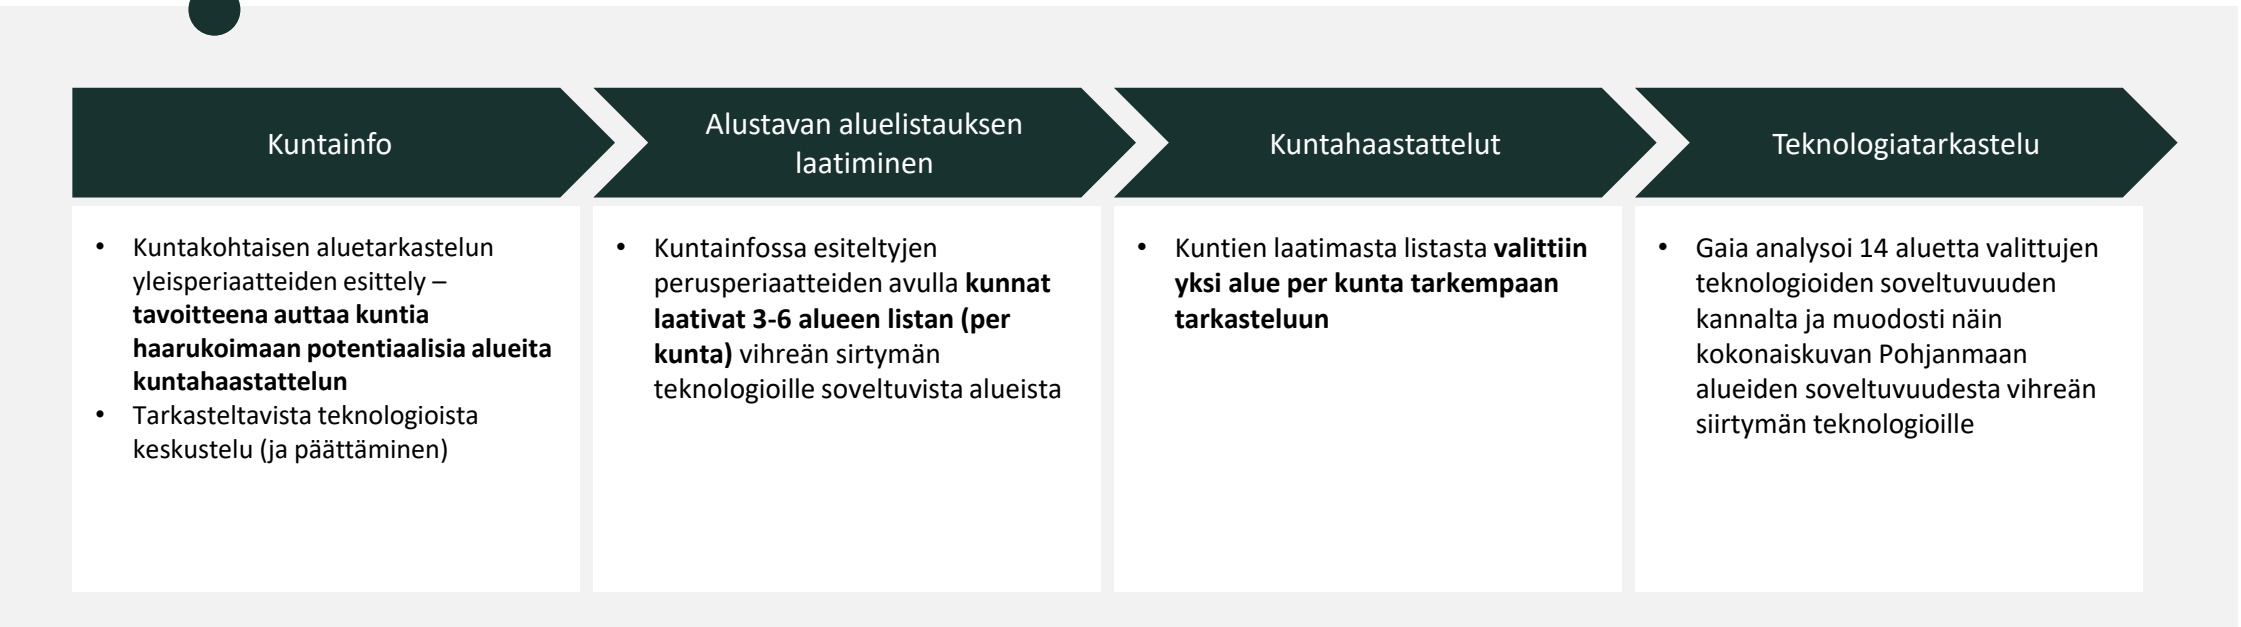 Kuntainfo
Alustavan aluelistauksen
laatiminen
Kuntahaastattelut
Teknologiatarkastelu
• Kuntakohtaisen aluetarkastelun
yleisperiaatteiden esittely –
tavoitteena auttaa kuntia
haarukoimaan potentiaalisia alueita
kuntahaastattelun
• Tarkasteltavista teknologioista
keskustelu (ja päättäminen)
• Kuntainfossa esiteltyjen
perusperiaatteiden avulla kunnat
laativat 3-6 alueen listan (per
kunta) vihreän sirtymän
teknologioille soveltuvista alueista
• Kuntien laatimasta listasta valittiin
yksi alue per kunta tarkempaan
tarkasteluun
• Gaia analysoi 14 aluetta valittujen
teknologioiden soveltuvuuden
kannalta ja muodosti näin
kokonaiskuvan Pohjanmaan
alueiden soveltuvuudesta vihreän
siirtymän teknologioille